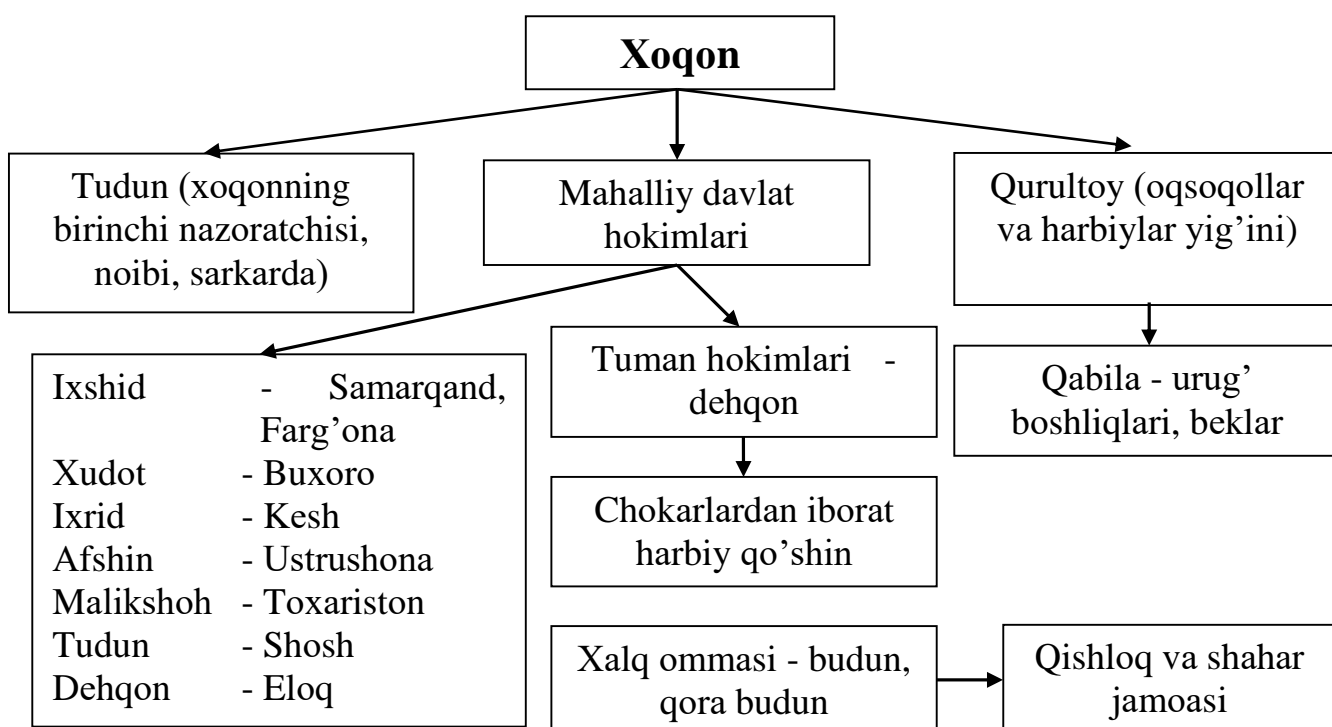 Xoqon
Tudun (xoqonning
birinchi nazoratchisi,
noibi, sarkarda)
Mahalliy davlat
hokimlari
Qurultoy (oqsoqollar
va harbiylar yig’ini)
Ixshid - Samarqand,
Farg’ona
Xudot - Buxoro
Ixrid - Kesh
Afshin - Ustrushona
Malikshoh - Toxariston
Tudun - Shosh
Dehqon - Eloq
Tuman hokimlari -
dehqon
Chokarlardan iborat
harbiy qo’shin
Qabila - urug’
boshliqlari, beklar
Xalq ommasi - budun,
qora budun
Qishloq va shahar
jamoasi